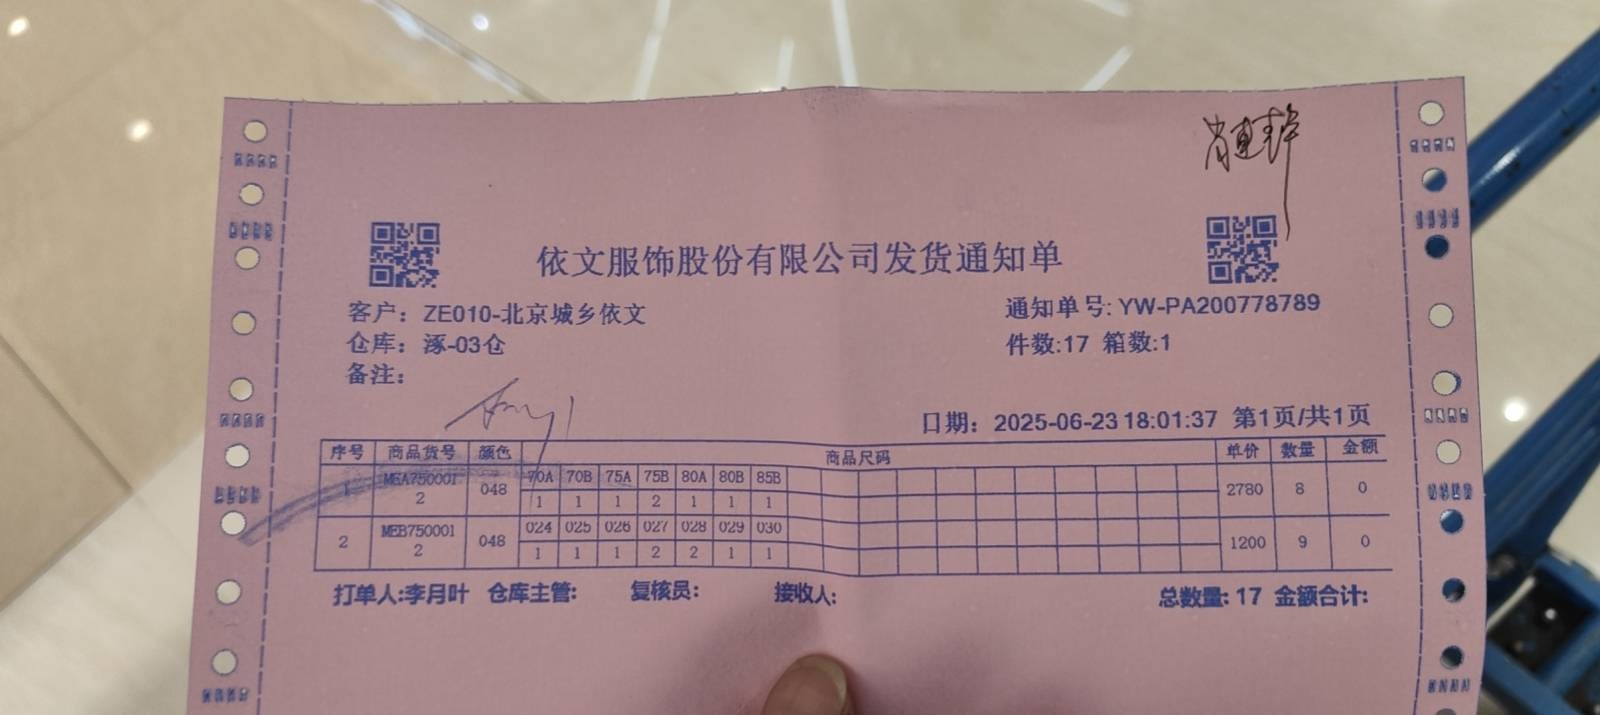 依文服饰股份有限公司发货通知单
客户: ZE010-北京城乡依文 通知单号: YW-PA200778789
仓库: 涿-03仓 件数:17 箱数:1
备注:
日期: 2025-06-23 18:01:37 第1页/共1页
序号 商品货号 颜色 商品尺码 单价 数量 金额
1 MEA7500012 048 70A 70B 75A 75B 80A 80B 85B 2780 8 0
1 1 1 2 1 1 1
2 MEB7500012 048 024 025 026 027 028 029 030 1200 9 0
1 1 1 2 2 1 1
打单人:李月叶 仓库主管: 复核员: 接收人: 总数量: 17 金额合计: